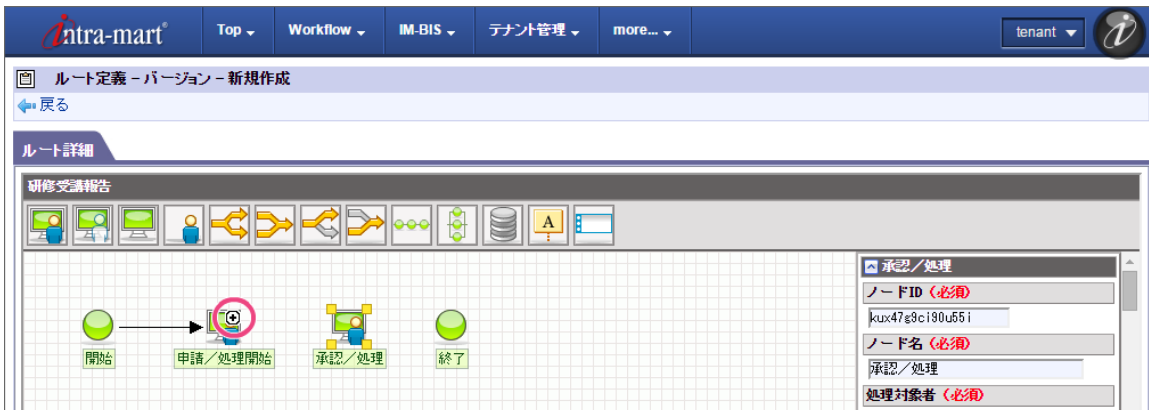 intra-mart®
Top Workflow IM-BIS テナント管理 more... tenant
ルート定義 - バージョン - 新規作成
戻る
ルート詳細
研修受講報告
A
承認/処理
ノードID (必須)
kux47g9ci90u55i
ノード名 (必須)
承認/処理
処理対象者 (必須)
開始 申請/処理開始 承認/処理 終了